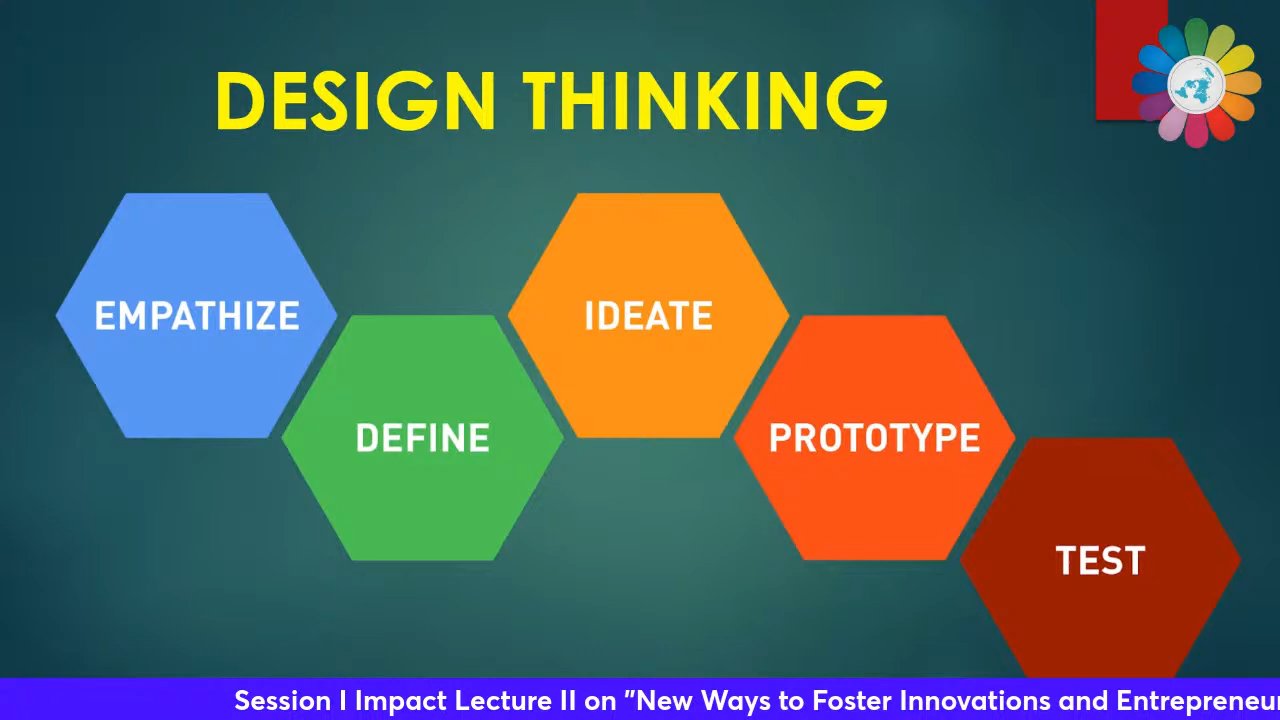 DESIGN THINKING
EMPATHIZE
DEFINE
IDEATE
PROTOTYPE
TEST
Session I Impact Lecture II on "New Ways to Foster Innovations and Entrepreneu